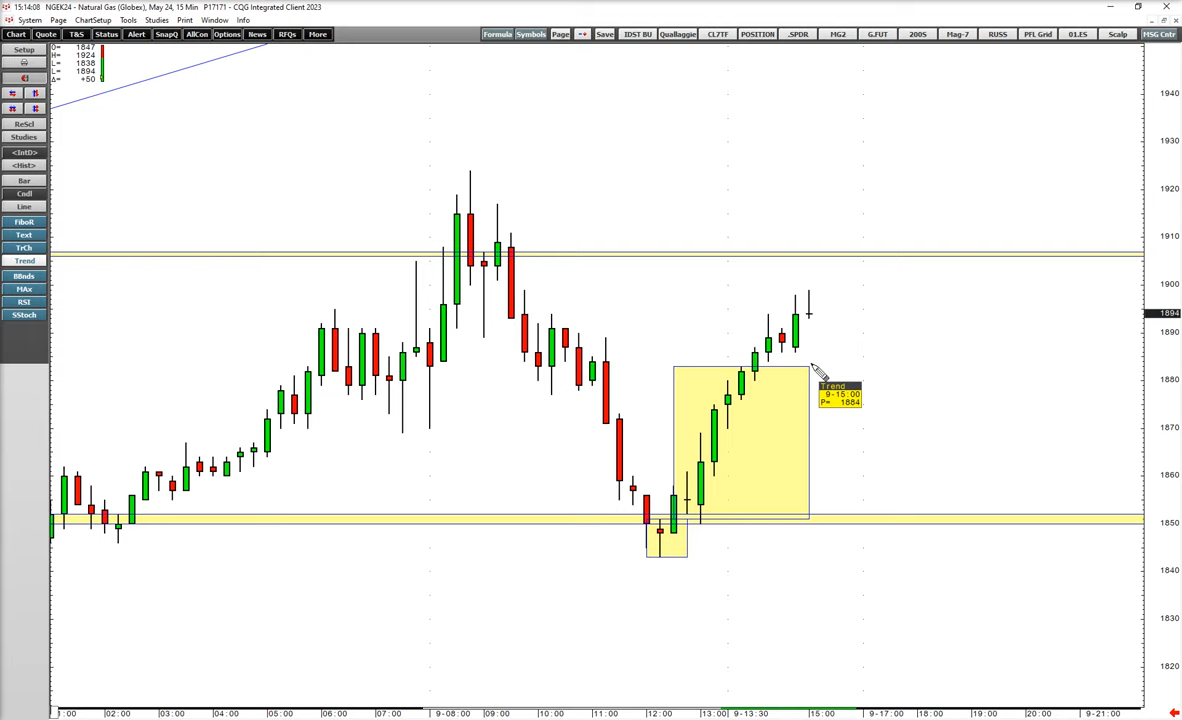 15:14:08 NGEK24 - Natural Gas (Globex), May 24, 15 Min P17171 - CQG Integrated Client 2023
System Page ChartSetup Tools Studies Print Window Info
Chart Quote T&S Status Alert SnapQ AllCon Options News RFQs More Formula Symbols Page Save IDST BU Quallaggie CL7TF POSITION .SPDR MG2 G.FUT 200S Mag-7 RUSS PFL Grid 01.ES Scalp MSG Cntr
Setup
ReScl
Studies
<IntD>
<Hist>
Bar
Cndl
Line
FiboR
Text
TrCh
Trend
BBnds
MAx
RSI
SStoch
O= 1847
H= 1924
L= 1838
L= 1894
Δ= +50
1940
1930
1920
1910
1900
1894
1890
1880
1870
1860
1850
1840
1830
1820
Trend
9-15:00
P= 1884
:00 02:00 03:00 04:00 05:00 06:00 07:00 9-08:00 09:00 10:00 11:00 12:00 13:00 9-13:30 15:00 9-17:00 18:00 19:00 20:00 9-21:00